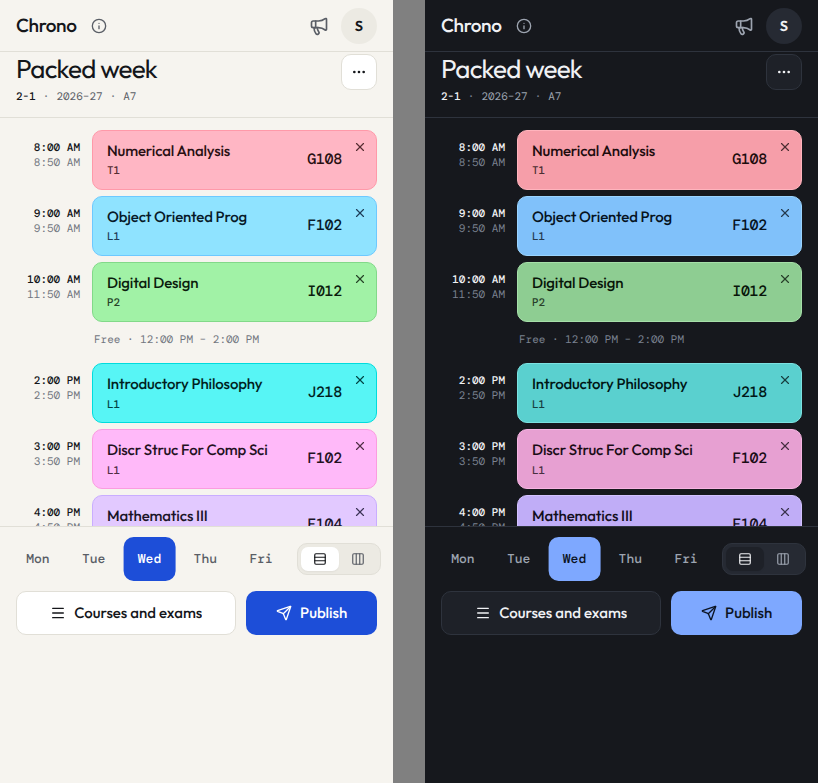 Chrono S
Packed week
2-1 · 2026-27 · A7
8:00 AM Numerical Analysis G108
8:50 AM T1
9:00 AM Object Oriented Prog F102
9:50 AM L1
10:00 AM Digital Design I012
11:50 AM P2
Free · 12:00 PM – 2:00 PM
2:00 PM Introductory Philosophy J218
2:50 PM L1
3:00 PM Discr Struc For Comp Sci F102
3:50 PM L1
4:00 PM Mathematics III F104
4:50 PM
Mon Tue Wed Thu Fri
Courses and exams Publish
Chrono S
Packed week
2-1 · 2026-27 · A7
8:00 AM Numerical Analysis G108
8:50 AM T1
9:00 AM Object Oriented Prog F102
9:50 AM L1
10:00 AM Digital Design I012
11:50 AM P2
Free · 12:00 PM – 2:00 PM
2:00 PM Introductory Philosophy J218
2:50 PM L1
3:00 PM Discr Struc For Comp Sci F102
3:50 PM L1
4:00 PM Mathematics III F104
4:50 PM
Mon Tue Wed Thu Fri
Courses and exams Publish